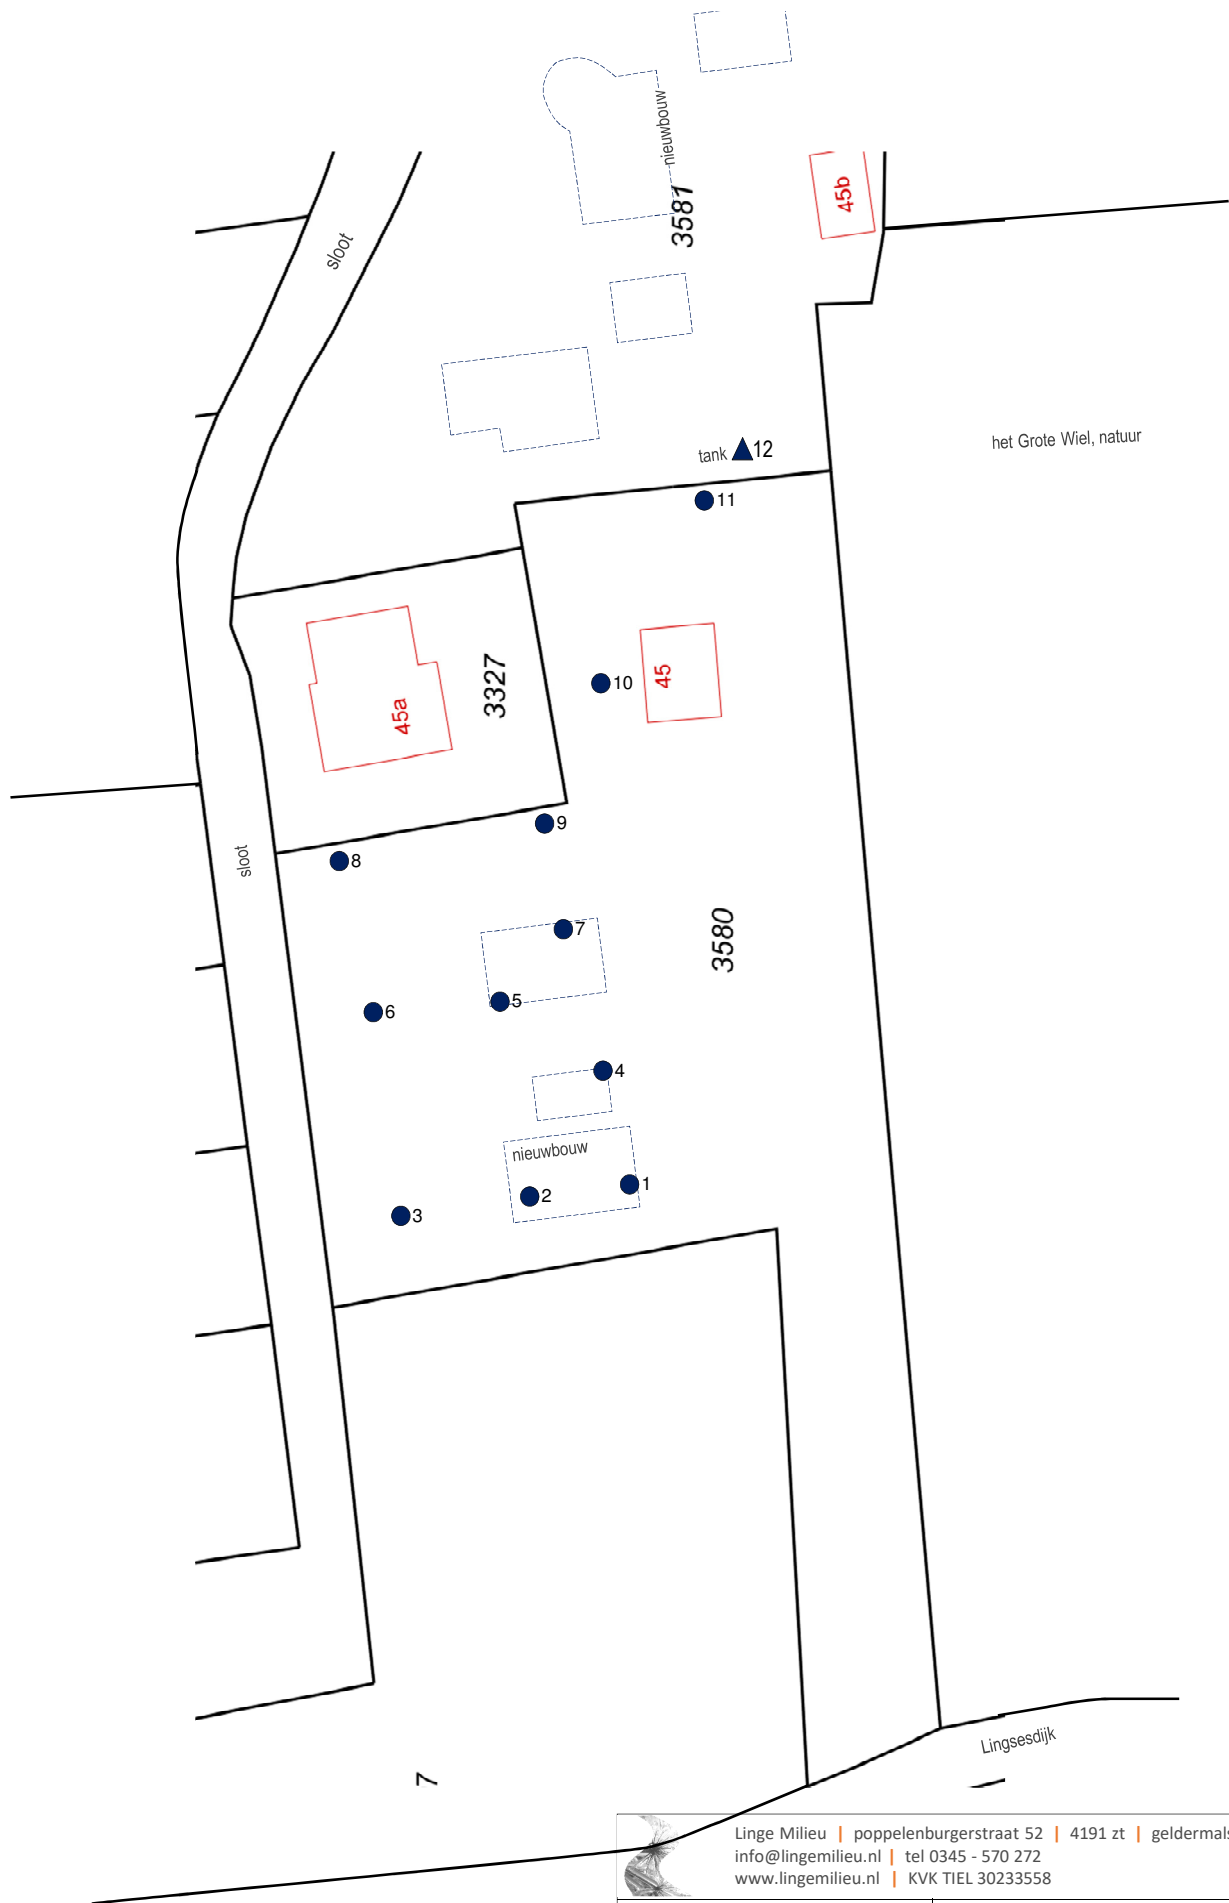 nieuwbouw
3581
45b
sloot
het Grote Wiel, natuur
tank 12
11
45a
3327
10
45
9
8
sloot
7
3580
5
6
4
nieuwbouw
1
2
3
Lingsesdijk
7
Linge Milieu | poppelenburgerstraat 52 | 4191 zt | geldermals
info@lingemilieu.nl | tel 0345 - 570 272
www.lingemilieu.nl | KVK TIEL 30233558